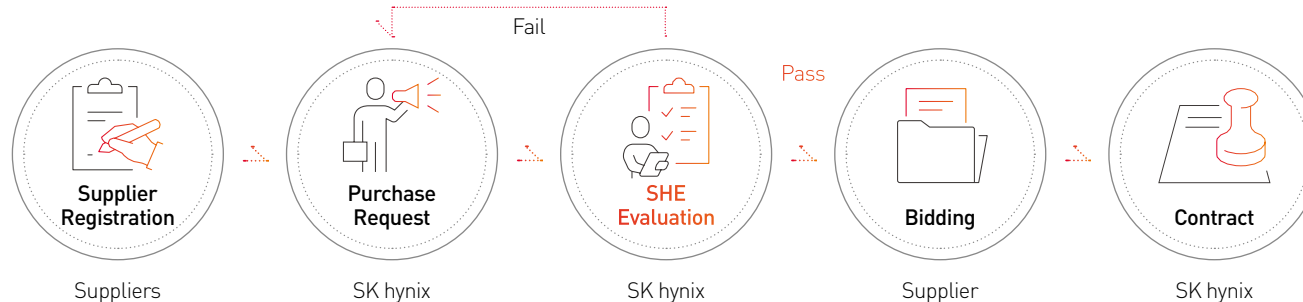 Fail
Pass
Supplier
Registration
Purchase
Request
SHE
Evaluation
Bidding
Contract
Suppliers
SK hynix
SK hynix
Supplier
SK hynix